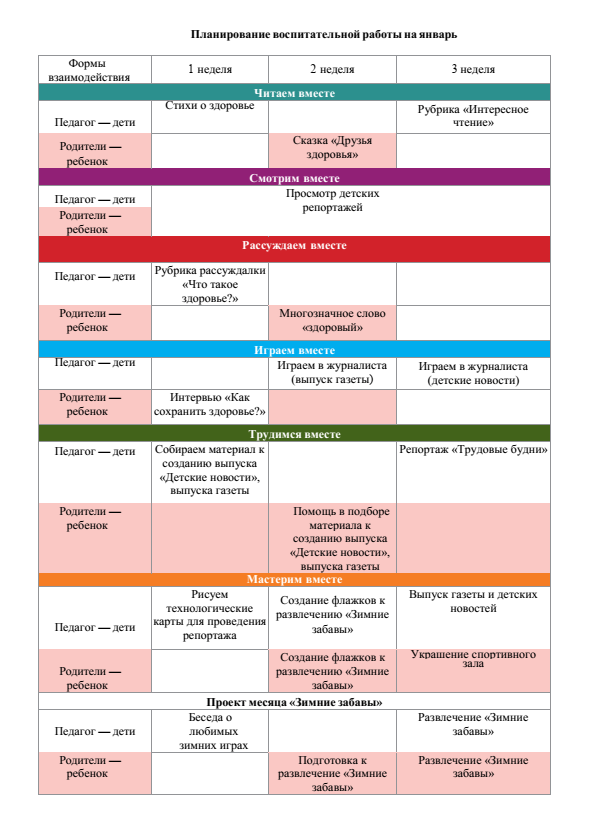 Планирование воспитательной работы на январь
Формы
взаимодействия
1 неделя
2 неделя
3 неделя
Читаем вместе
Педагог — дети
Стихи о здоровье
Рубрика «Интересное
чтение»
Родители —
ребенок
Сказка «Друзья
здоровья»
Смотрим вместе
Педагог — дети
Просмотр детских
репортажей
Родители —
ребенок
Рассуждаем вместе
Педагог — дети
Рубрика рассуждалки
«Что такое
здоровье?»
Родители —
ребенок
Многозначное слово
«здоровый»
Играем вместе
Педагог — дети
Играем в журналиста
(выпуск газеты)
Играем в журналиста
(детские новости)
Родители —
ребенок
Интервью «Как
сохранить здоровье?»
Трудимся вместе
Педагог — дети
Собираем материал к
созданию выпуска
«Детские новости»,
выпуска газеты
Репортаж «Трудовые будни»
Родители —
ребенок
Помощь в подборе
материала к
созданию выпуска
«Детские новости»,
выпуска газеты
Мастерим вместе
Педагог — дети
Рисуем
технологические
карты для проведения
репортажа
Создание флажков к
развлечению «Зимние
забавы»
Выпуск газеты и детских
новостей
Родители —
ребенок
Создание флажков к
развлечению «Зимние
забавы»
Украшение спортивного
зала
Проект месяца «Зимние забавы»
Педагог — дети
Беседа о
любимых
зимних играх
Развлечение «Зимние
забавы»
Родители —
ребенок
Подготовка к
развлечение «Зимние
забавы»
Развлечение «Зимние
забавы»